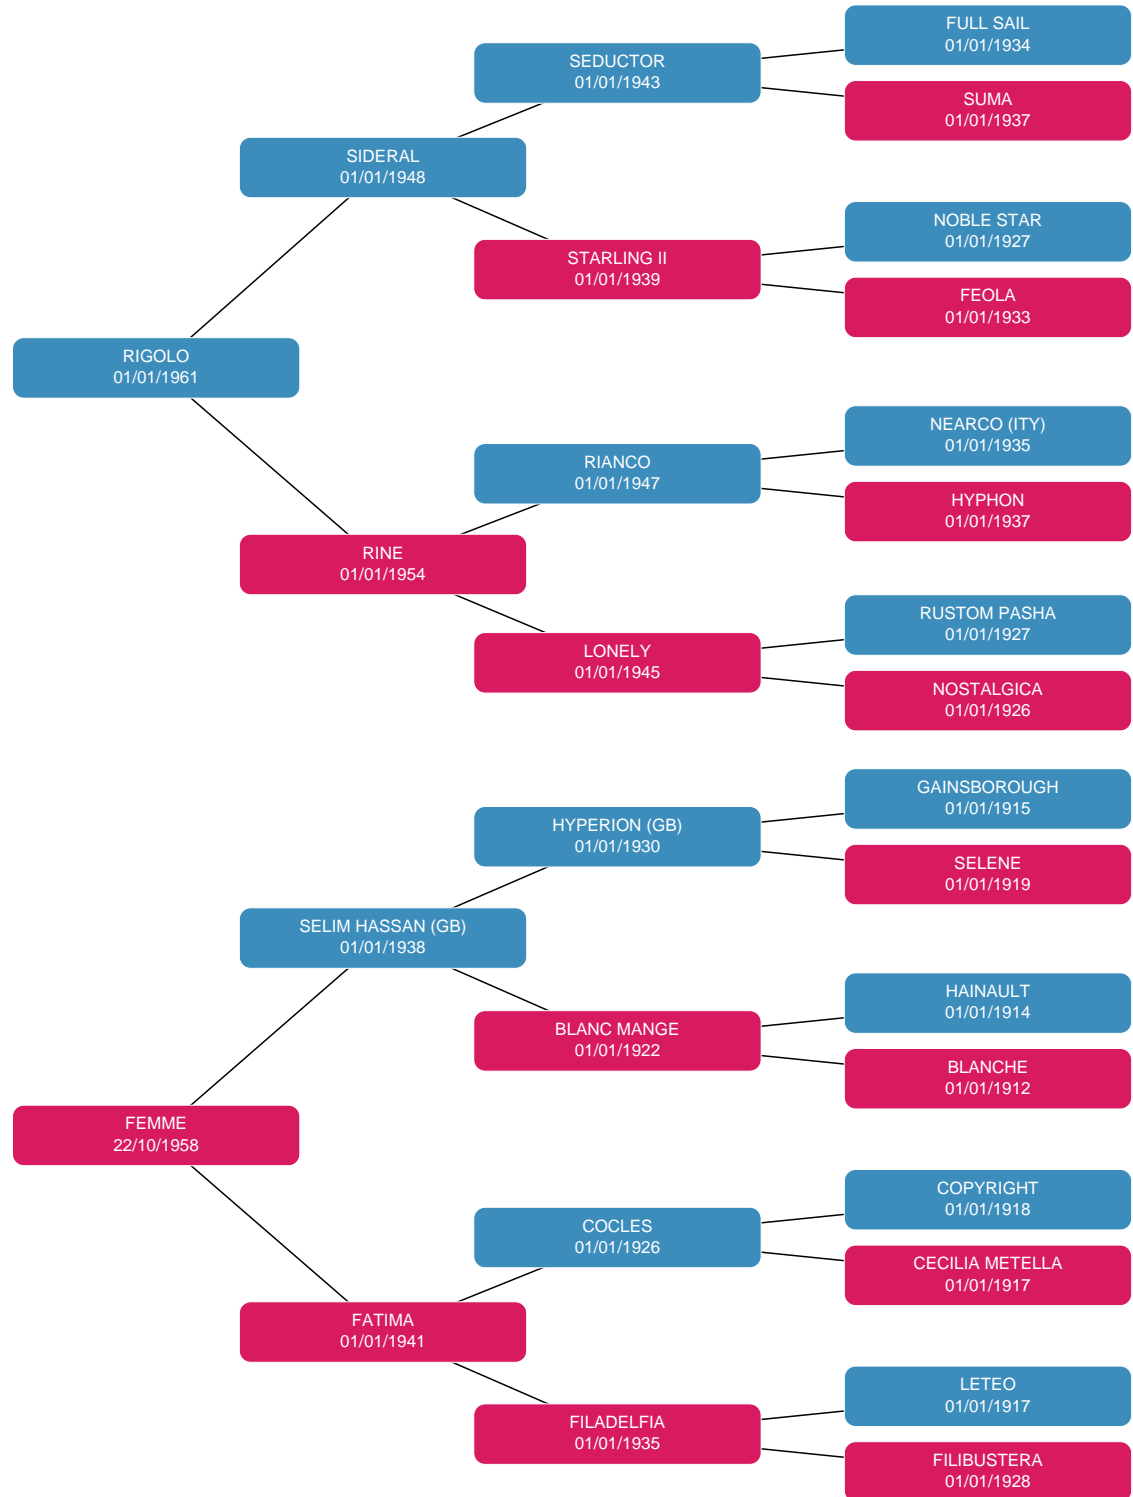 FULL SAIL
01/01/1934
SEDUCTOR
01/01/1943
SUMA
01/01/1937
SIDERAL
01/01/1948
NOBLE STAR
01/01/1927
STARLING II
01/01/1939
FEOLA
01/01/1933
RIGOLO
01/01/1961
NEARCO (ITY)
01/01/1935
RIANCO
01/01/1947
HYPHON
01/01/1937
RINE
01/01/1954
RUSTOM PASHA
01/01/1927
LONELY
01/01/1945
NOSTALGICA
01/01/1926
GAINSBOROUGH
01/01/1915
HYPERION (GB)
01/01/1930
SELENE
01/01/1919
SELIM HASSAN (GB)
01/01/1938
HAINAULT
01/01/1914
BLANC MANGE
01/01/1922
BLANCHE
01/01/1912
FEMME
22/10/1958
COPYRIGHT
01/01/1918
COCLES
01/01/1926
CECILIA METELLA
01/01/1917
FATIMA
01/01/1941
LETEO
01/01/1917
FILADELFIA
01/01/1935
FILIBUSTERA
01/01/1928